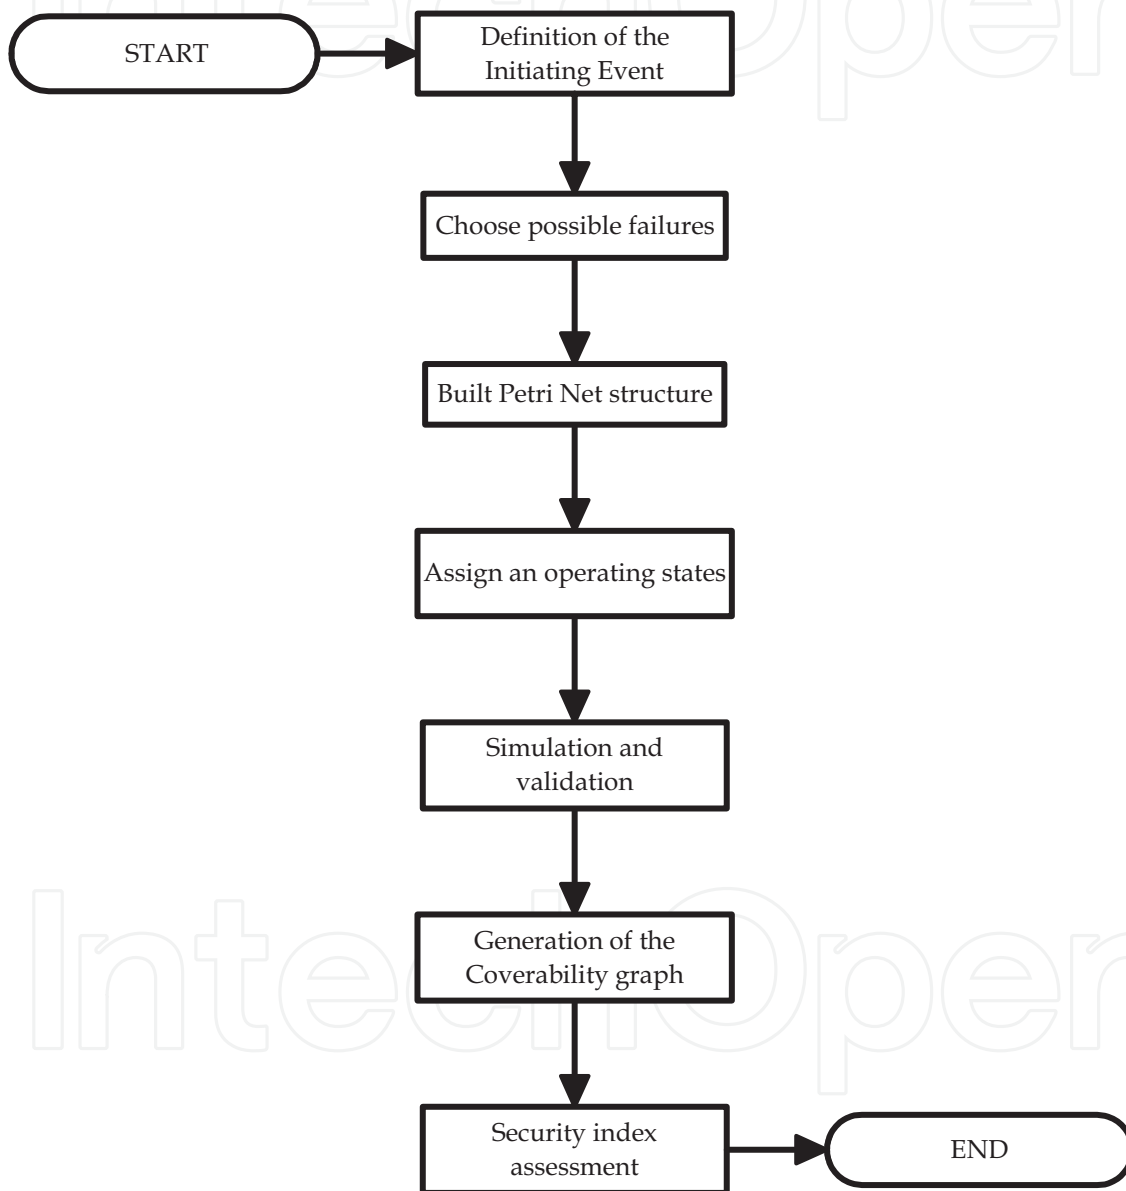 START
Definition of the
Initiating Event
Choose possible failures
Built Petri Net structure
Assign an operating states
Simulation and
validation
Generation of the
Coverability graph
Security index
assessment
END
IntechOpen